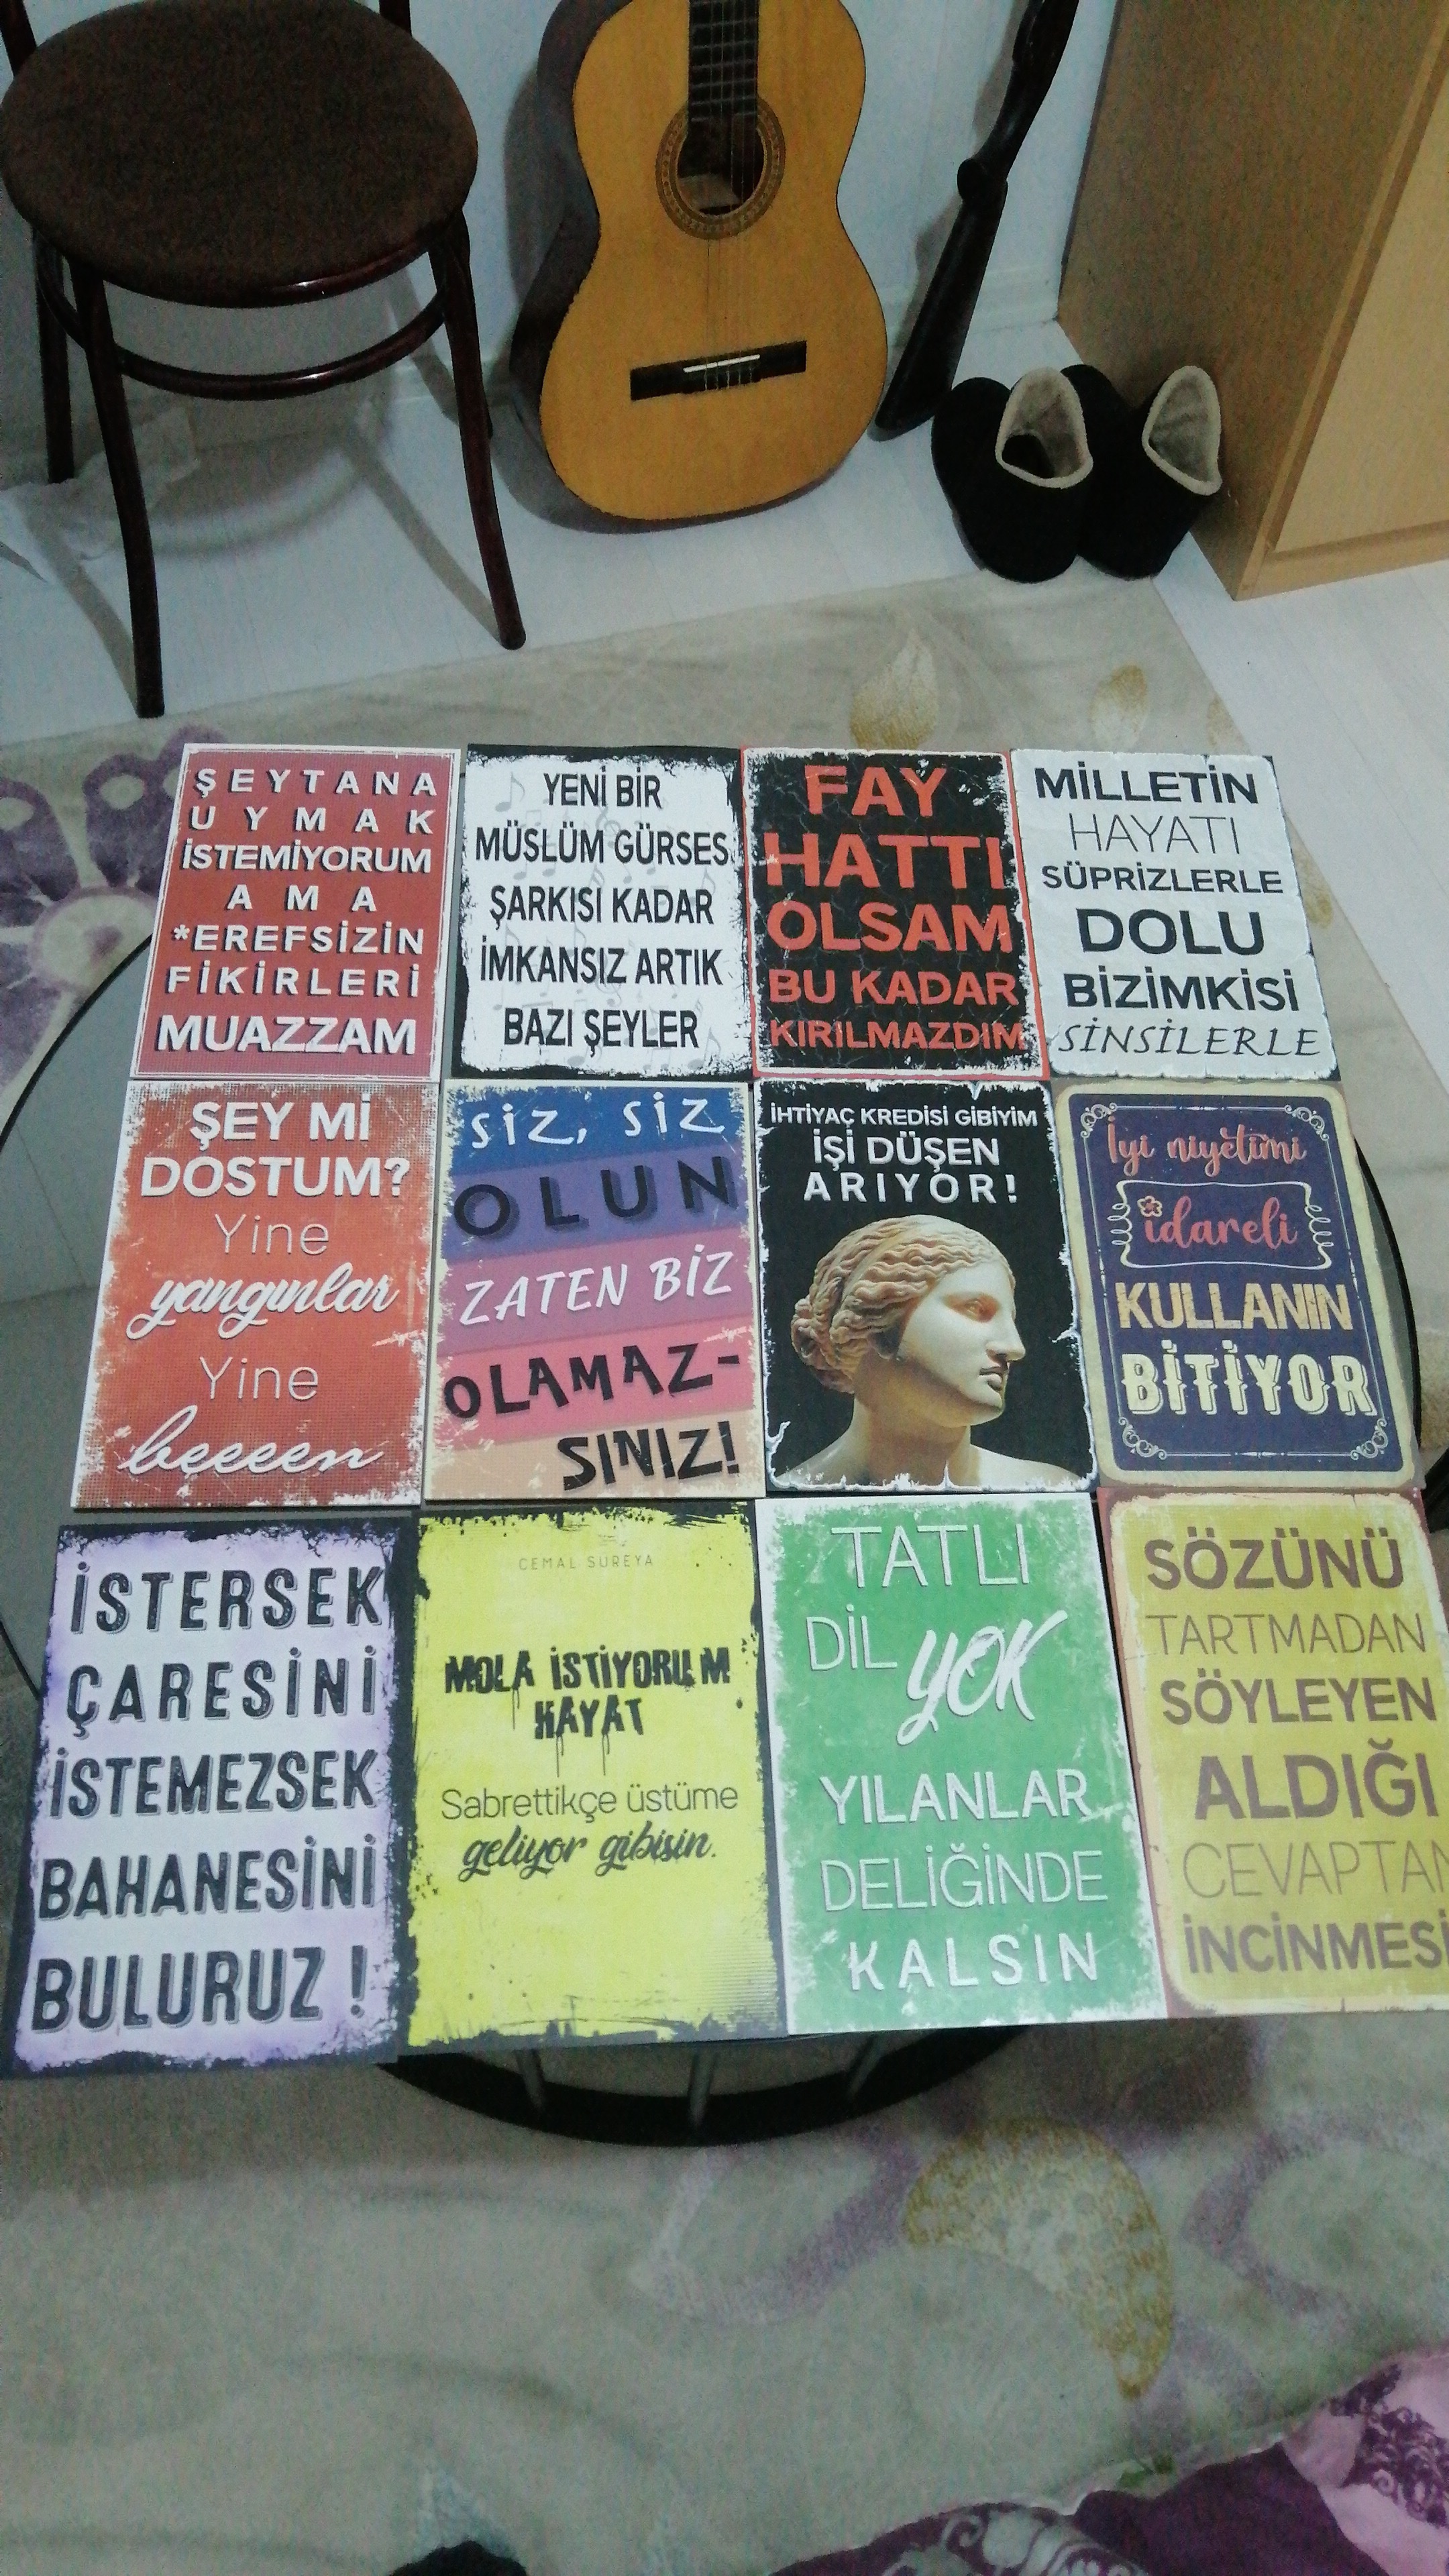 ŞEYTANA
UYMAK
İSTEMİYORUM
AMA
*EREFSİZİN
FİKİRLERİ
MUAZZAM
YENİ BİR
MÜSLÜM GÜRSES
ŞARKISI KADAR
İMKANSIZ ARTIK
BAZI ŞEYLER
FAY
HATTI
OLSAM
BU KADAR
KIRILMAZDIM
MİLLETİN
HAYATI
SÜPRİZLERLE
DOLU
BİZİMKİSİ
SİNSİLERLE
ŞEY Mİ
DOSTUM?
Yine
yangınlar
Yine
beeeen
SİZ, SİZ
OLUN
ZATEN BİZ
OLAMAZ-
SINIZ!
İHTİYAÇ KREDİSİ GİBİYİM
İŞİ DÜŞEN
ARIYOR!
İyi niyetimi
idareli
KULLANIN
BİTİYOR
İSTERSEK
ÇARESİNİ
İSTEMEZSEK
BAHANESİNİ
BULURUZ !
CEMAL SÜREYA
MOLA İSTİYORUM
HAYAT
Sabrettikçe üstüme
geliyor gibisin.
TATLI
DİL YOK
YILANLAR
DELİĞİNDE
KALSIN
SÖZÜNÜ
TARTMADAN
SÖYLEYEN
ALDIĞI
CEVAPTAN
İNCİNMESİ